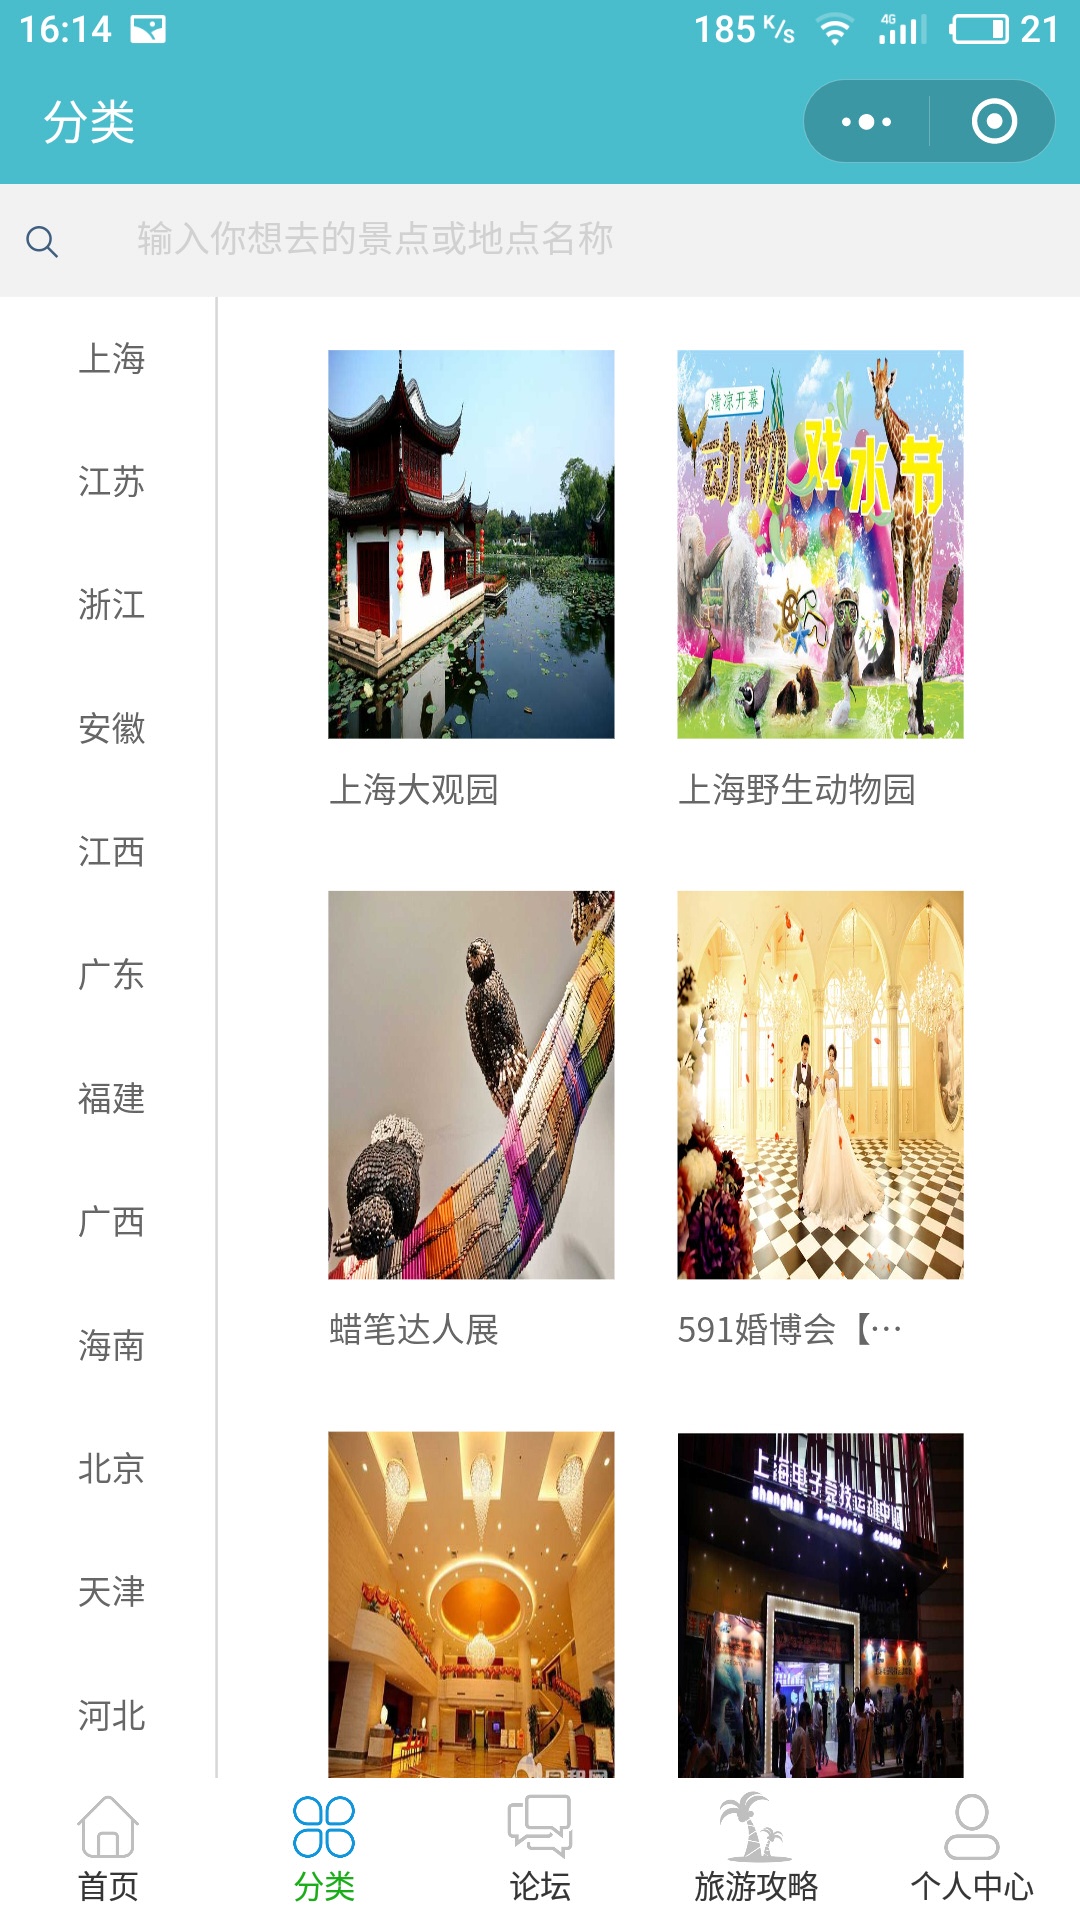 16:14
185 K/s
4G
21
分类
输入你想去的景点或地点名称
上海
江苏
浙江
安徽
江西
广东
福建
广西
海南
北京
天津
河北
清凉开幕
动物戏水节
上海大观园
上海野生动物园
蜡笔达人展
591婚博会【…
上海电子竞技运动中心
shanghai e-sports center
首页
分类
论坛
旅游攻略
个人中心